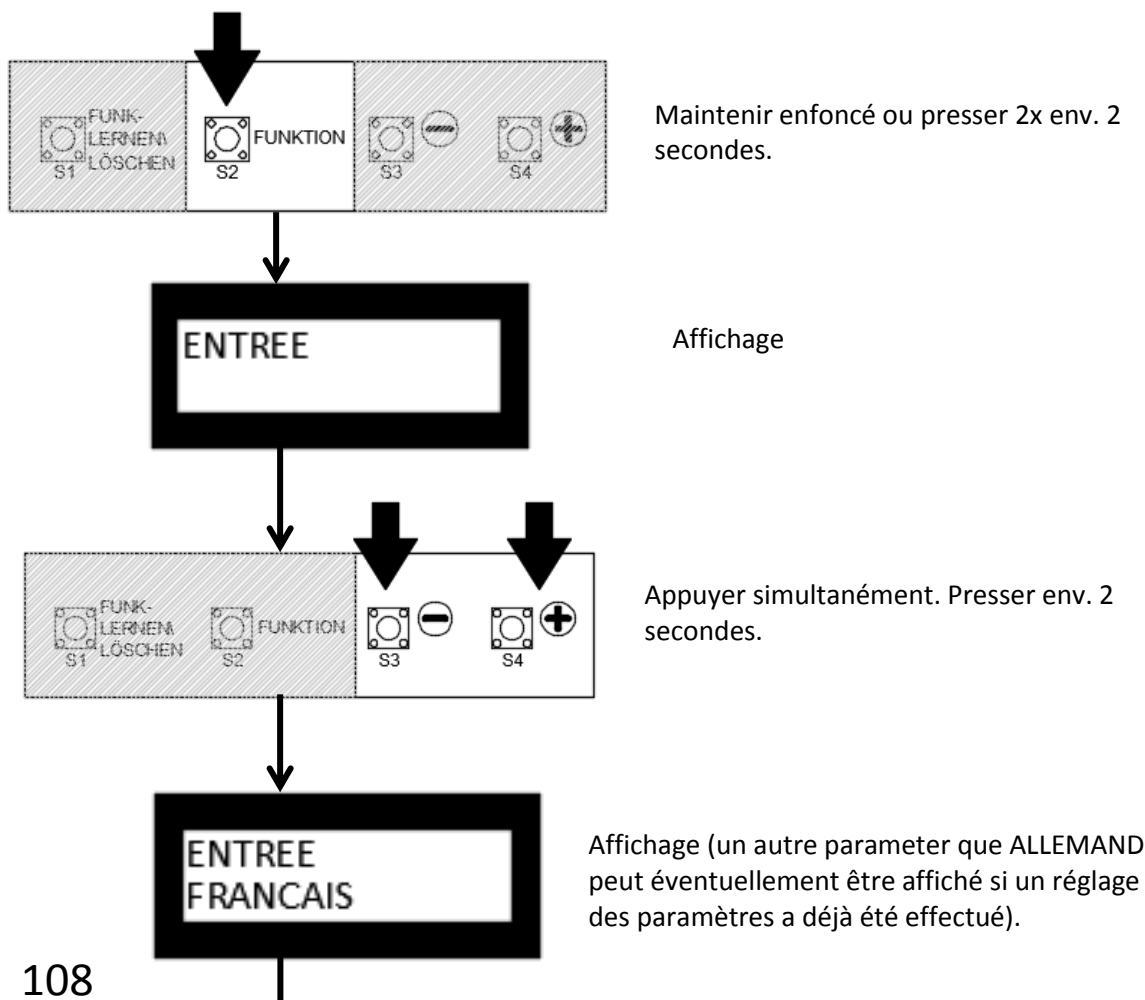 FUNK-
LERNEN\
LÖSCHEN
S1
S2
FUNKTION
S3
S4
Maintenir enfoncé ou presser 2x env. 2
secondes.
ENTREE
Affichage
FUNK-
LERNEN\
LÖSCHEN
S1
S2
FUNKTION
S3
S4
Appuyer simultanément. Presser env. 2
secondes.
ENTREE
FRANCAIS
Affichage (un autre parameter que ALLEMAND
peut éventuellement être affiché si un réglage
des paramètres a déjà été effectué).
108